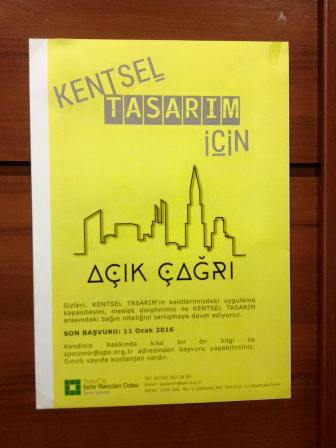 KENTSEL
TASARIM
İÇİN
AÇIK ÇAĞRI
Sizleri, KENTSEL TASARIM'ın kentlerimizdeki uygulama
kapasitesini, meslek disiplinimiz ile KENTSEL TASARIM
arasındaki bağın niteliğini tartışmaya davet ediyoruz.
SON BAŞVURU: 11 Ocak 2016
Kendiniz hakkında kısa bir ön bilgi ile
spoizmir@spo.org.tr adresinden başvuru yapabilirsiniz.
Sınırlı sayıda kontenjan vardır.
TMMOB
Şehir Plancıları Odası